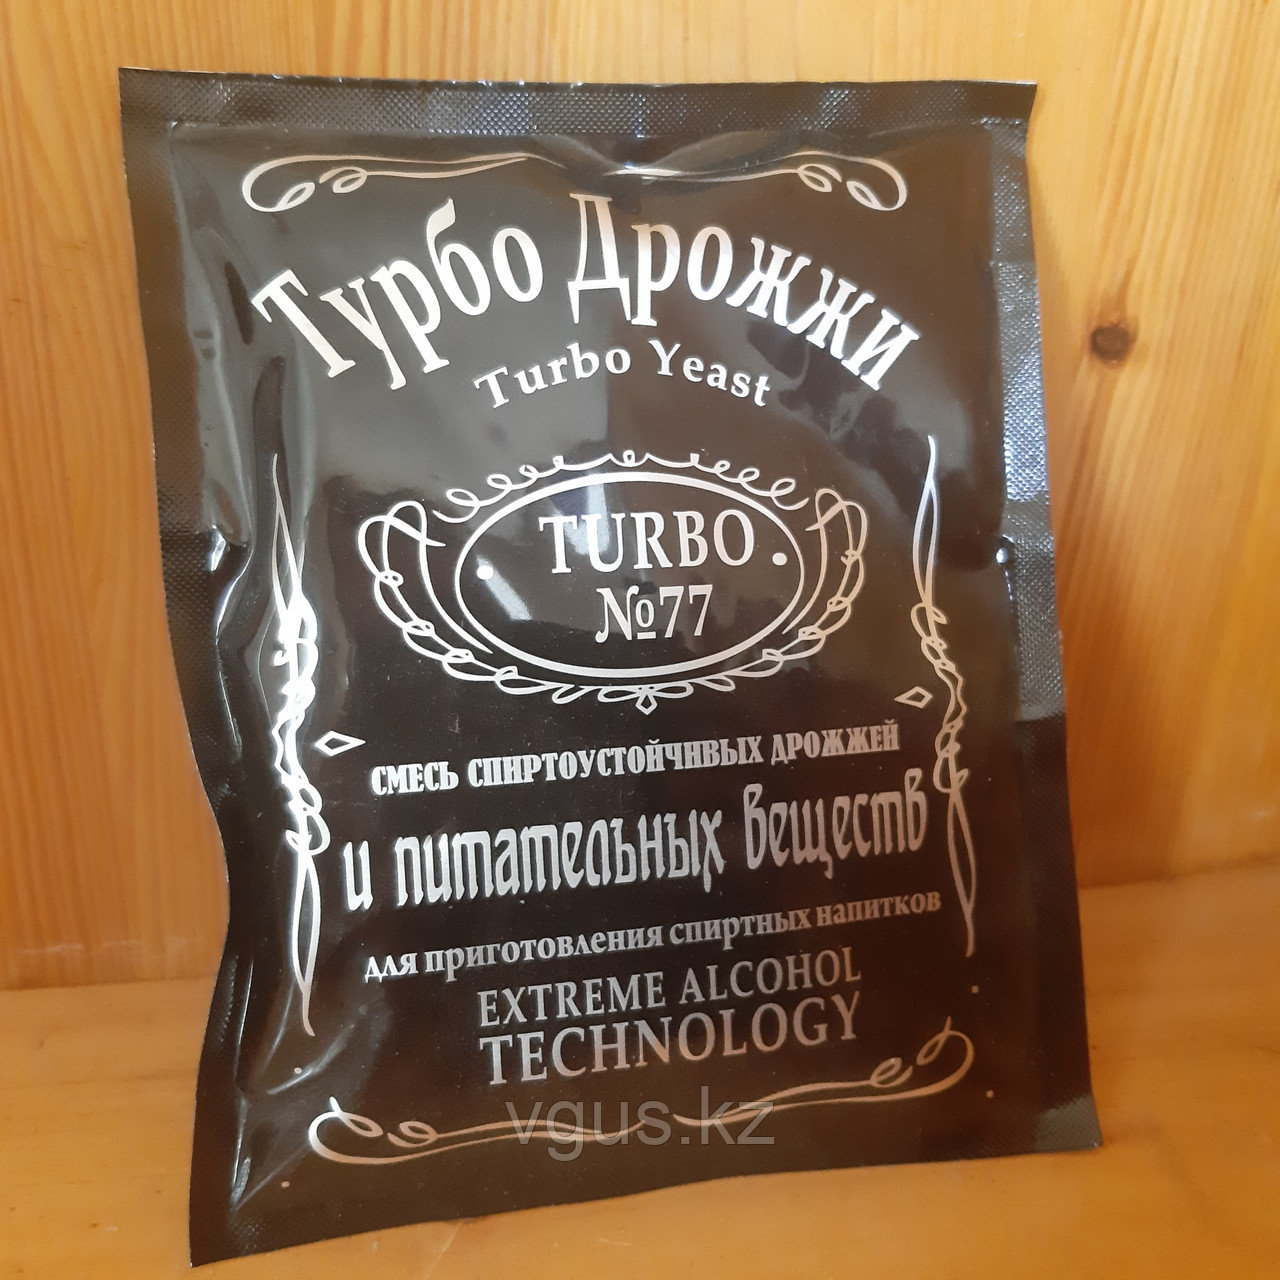 Турбо Дрожжи
Turbo Yeast
TURBO
№77
СМЕСЬ СПИРТОУСТОЙЧИВЫХ ДРОЖЖЕЙ
и питательных веществ
для приготовления спиртных напитков
EXTREME ALCOHOL
TECHNOLOGY
vgus.kz